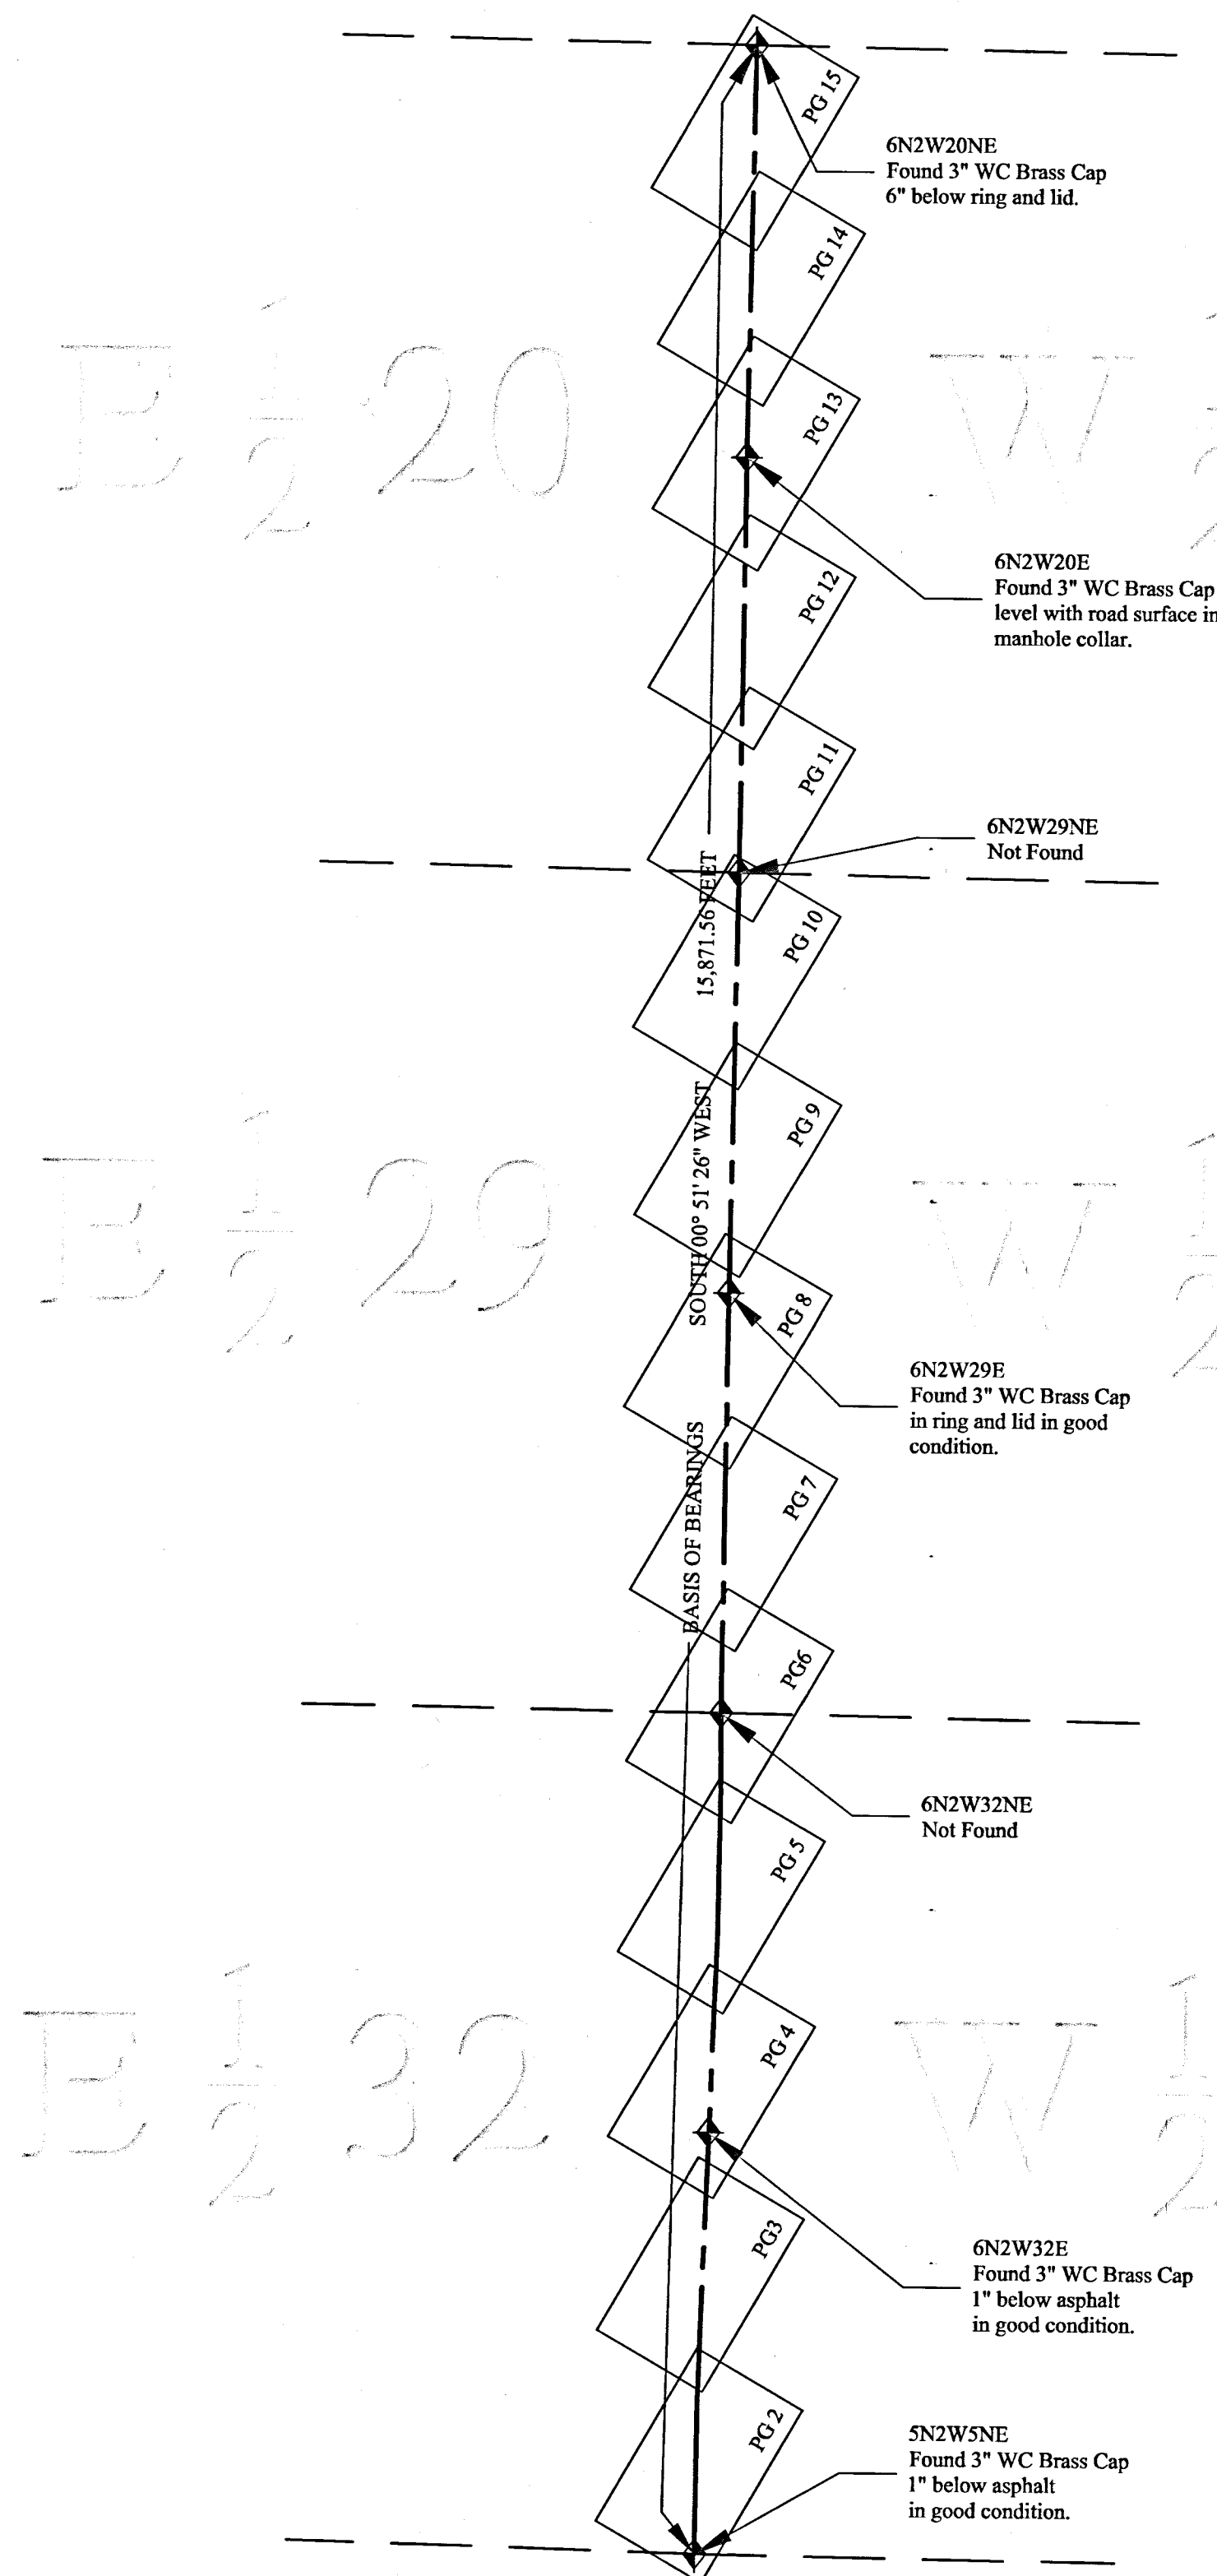 PG 15
6N2W20NE
Found 3" WC Brass Cap
6" below ring and lid.
PG 14
E 1/2 20
W
PG 13
6N2W20E
Found 3" WC Brass Cap
level with road surface in
manhole collar.
PG 12
PG 11
6N2W29NE
Not Found
15,871.56 FEET
PG 10
PG 9
SOUTH 00° 51' 26" WEST
E 1/2 29
W 1/2
PG 8
6N2W29E
Found 3" WC Brass Cap
in ring and lid in good
condition.
BASIS OF BEARINGS
PG 7
PG6
6N2W32NE
Not Found
PG 5
PG 4
E 1/2 32
W 1/2
6N2W32E
Found 3" WC Brass Cap
1" below asphalt
in good condition.
PG3
PG 2
5N2W5NE
Found 3" WC Brass Cap
1" below asphalt
in good condition.